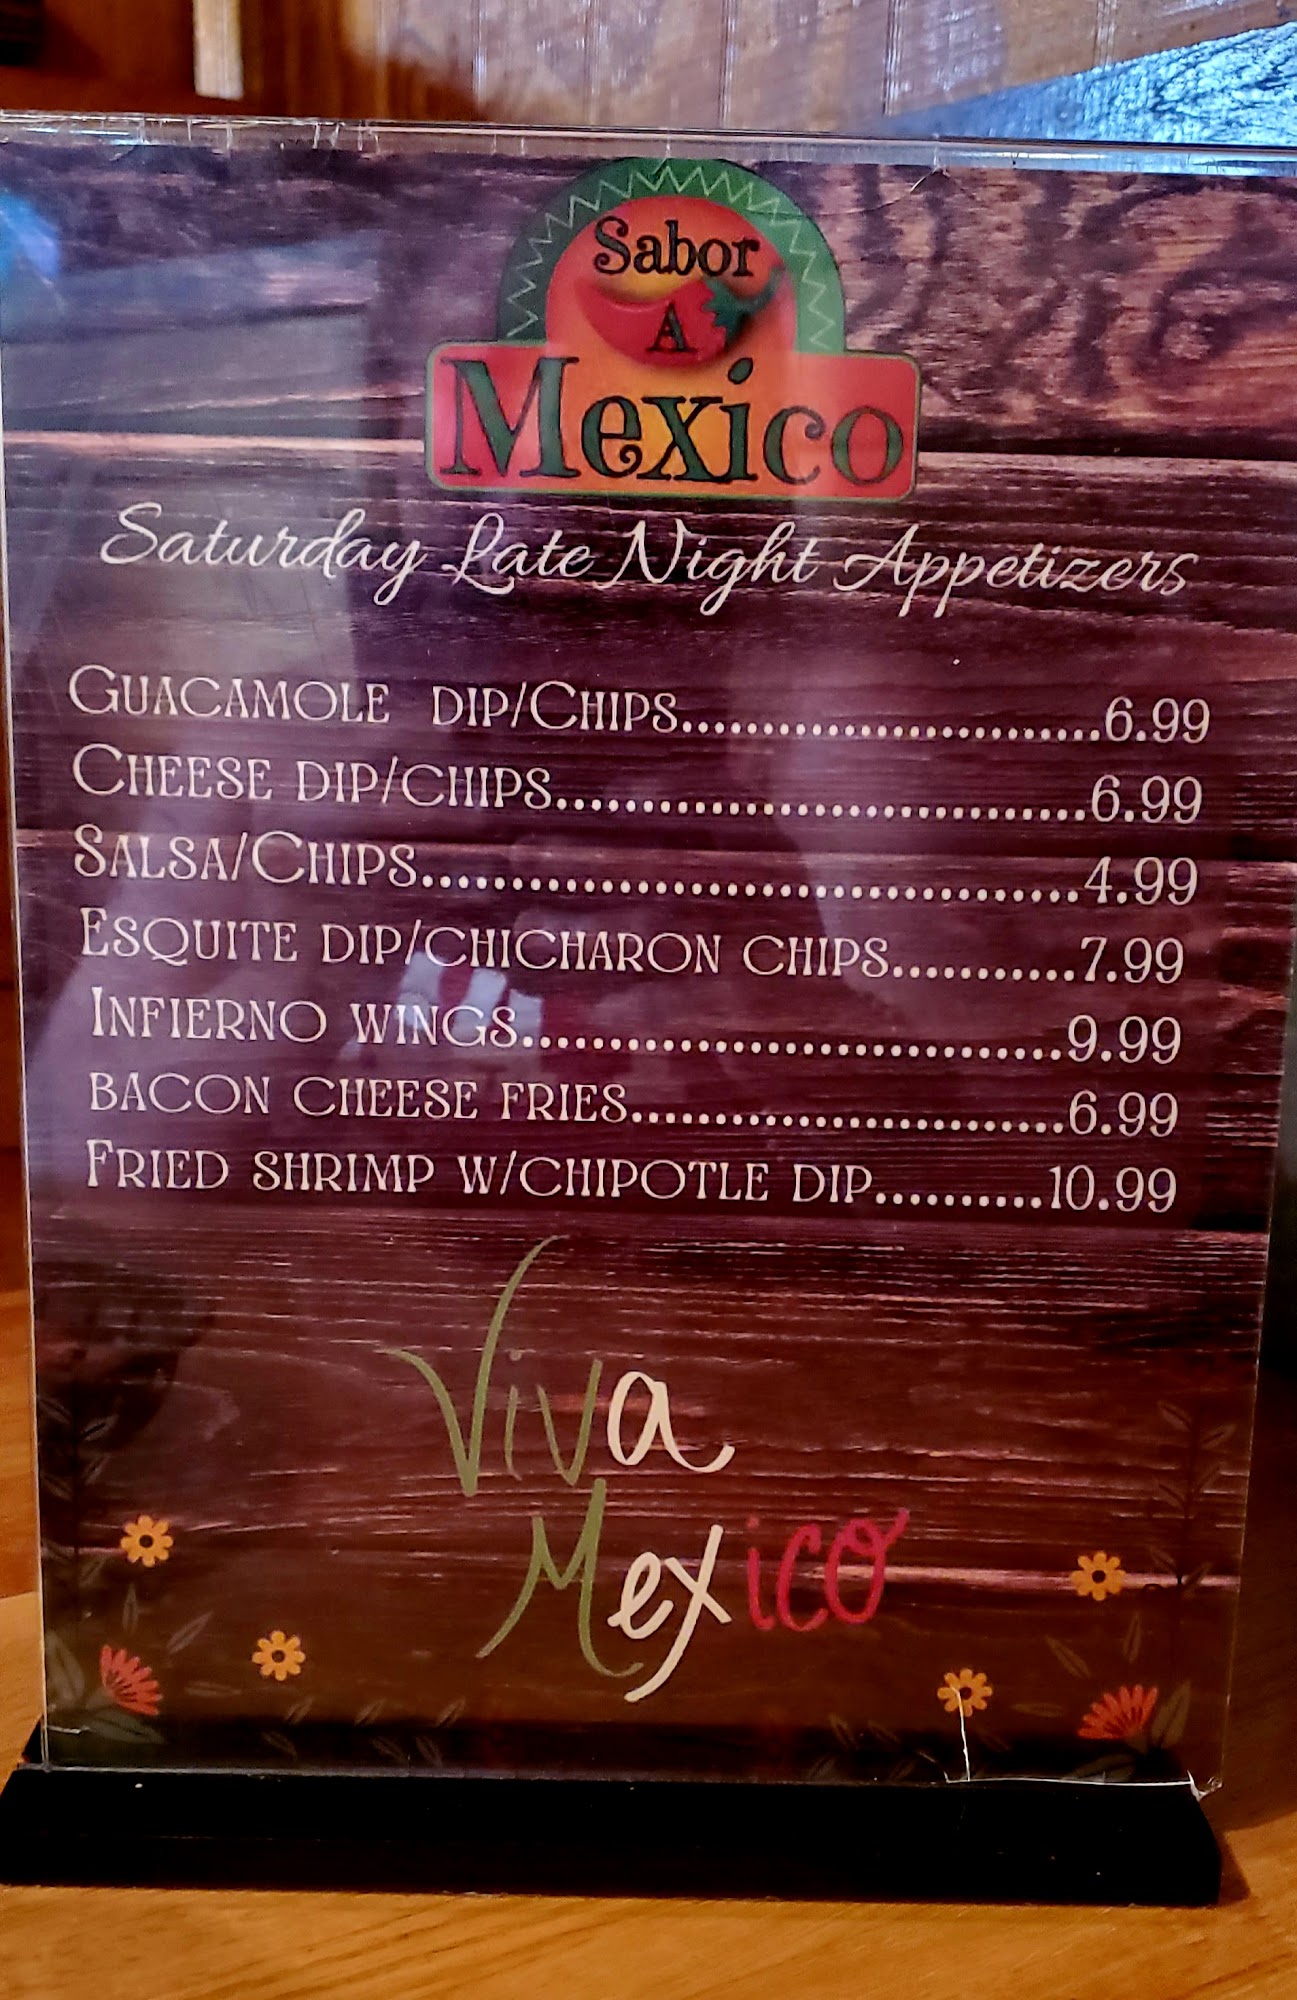 Sabor
A
Mexico
Saturday Late Night Appetizers
Guacamole dip/Chips..........................6.99
Cheese dip/chips.................................6.99
Salsa/Chips........................................4.99
Esquite dip/chicharon chips...........7.99
Infierno wings....................................9.99
bacon cheese fries...........................6.99
Fried shrimp w/chipotle dip..........10.99
Viva
Mexico